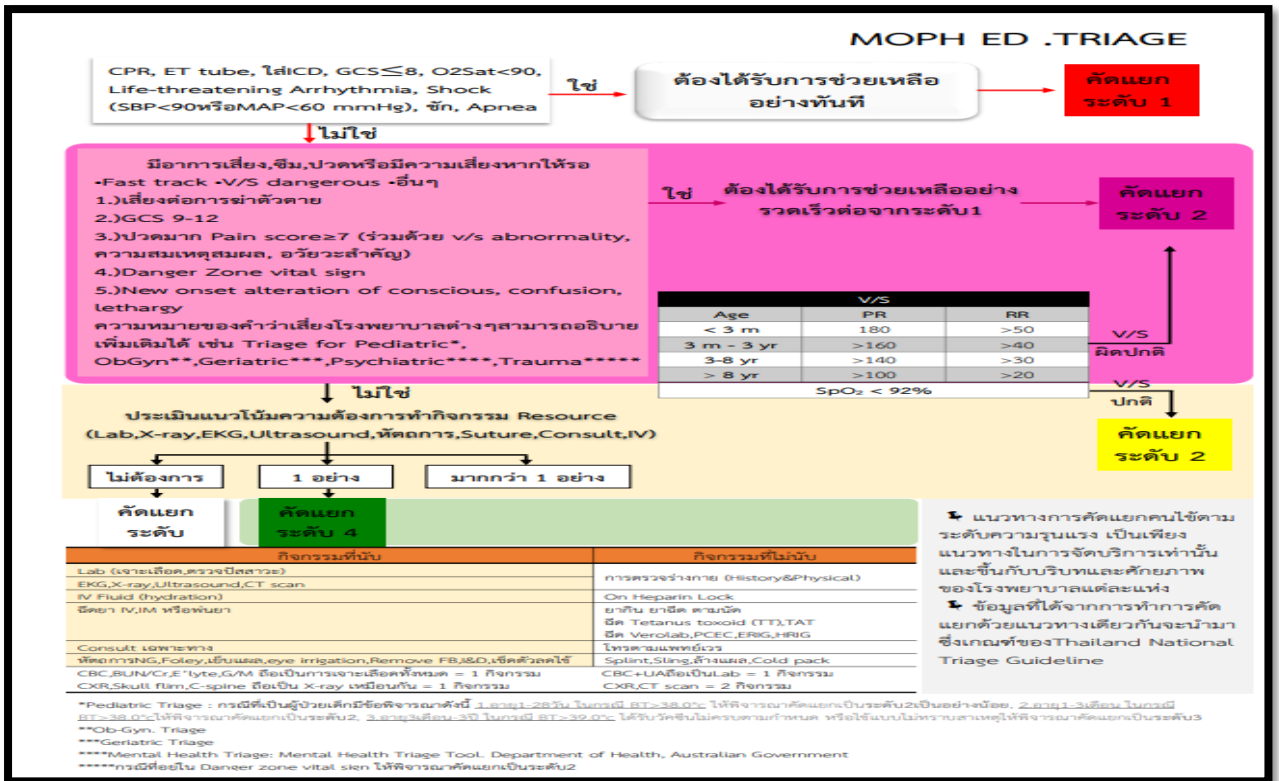 MOPH ED .TRIAGE
CPR, ET tube, ใส่ICD, GCS≤8, O2Sat<90,
Life-threatening Arrhythmia, Shock
(SBP<90หรือMAP<60 mmHg), ชัก, Apnea
ใช่
ต้องได้รับการช่วยเหลือ
อย่างทันที
คัดแยก
ระดับ 1
ไม่ใช่
มีอาการเสี่ยง,ซึม,ปวดหรือมีความเสี่ยงหากให้รอ
•Fast track •V/S dangerous •อื่นๆ
1.)เสี่ยงต่อการฆ่าตัวตาย
2.)GCS 9-12
3.)ปวดมาก Pain score≥7 (ร่วมด้วย v/s abnormality,
ความสมเหตุสมผล, อวัยวะสำคัญ)
4.)Danger Zone vital sign
5.)New onset alteration of conscious, confusion,
lethargy
ความหมายของคำว่าเสี่ยงโรงพยาบาลต่างๆสามารถอธิบาย
เพิ่มเติมได้ เช่น Triage for Pediatric*,
ObGyn**,Geriatric***,Psychiatric****,Trauma*****
ใช่
ต้องได้รับการช่วยเหลืออย่าง
รวดเร็วต่อจากระดับ1
คัดแยก
ระดับ 2
V/S
Age PR RR
< 3 m 180 >50
3 m - 3 yr >160 >40
3-8 yr >140 >30
> 8 yr >100 >20
SpO₂ < 92%
V/S
ผิดปกติ
V/S
ปกติ
คัดแยก
ระดับ 2
ไม่ใช่
ประเมินแนวโน้มความต้องการทำกิจกรรม Resource
(Lab,X-ray,EKG,Ultrasound,หัตถการ,Suture,Consult,IV)
ไม่ต้องการ
1 อย่าง
มากกว่า 1 อย่าง
คัดแยก
ระดับ
คัดแยก
ระดับ 4
กิจกรรมที่นับ กิจกรรมที่ไม่นับ
Lab (เจาะเลือด,ตรวจปัสสาวะ)
EKG,X-ray,Ultrasound,CT scan
การตรวจร่างกาย (History&Physical)
IV Fluid (hydration) On Heparin Lock
ฉีดยา IV,IM หรือพ่นยา ยากิน ยาฉีด ตามนัด
ฉีด Tetanus toxoid (TT),TAT
ฉีด Verolab,PCEC,ERIG,HRIG
Consult เฉพาะทาง โทรตามแพทย์เวร
หัตถการNG,Foley,เย็บแผล,eye irrigation,Remove FB,I&D,เช็ดตัวลดไข้ Splint,Sling,ล้างแผล,Cold pack
CBC,BUN/Cr,E'lyte,G/M ถือเป็นการเจาะเลือดทั้งหมด = 1 กิจกรรม CBC+UAถือเป็นLab = 1 กิจกรรม
CXR,Skull flim,C-spine ถือเป็น X-ray เหมือนกัน = 1 กิจกรรม CXR,CT scan = 2 กิจกรรม
แนวทางการคัดแยกคนไข้ตาม
ระดับความรุนแรง เป็นเพียง
แนวทางในการจัดบริการเท่านั้น
และขึ้นกับบริบทและศักยภาพ
ของโรงพยาบาลแต่ละแห่ง
ข้อมูลที่ได้จากการทำการคัด
แยกด้วยแนวทางเดียวกันจะนำมา
ซึ่งเกณฑ์ของThailand National
Triage Guideline
*Pediatric Triage : กรณีที่เป็นผู้ป่วยเด็กมีข้อพิจารณาดังนี้ 1.อายุ1-28วัน ในกรณี BT>38.0°c ให้พิจารณาคัดแยกเป็นระดับ2เป็นอย่างน้อย, 2.อายุ1-3เดือน ในกรณี
BT>38.0°cให้พิจารณาคัดแยกเป็นระดับ2, 3.อายุ3เดือน-3ปี ในกรณี BT>39.0°c ได้รับวัคซีนไม่ครบตามกำหนด หรือใช้แบบไม่ทราบสาเหตุให้พิจารณาคัดแยกเป็นระดับ3
**Ob-Gyn. Triage
***Geriatric Triage
****Mental Health Triage: Mental Health Triage Tool. Department of Health, Australian Government
*****กรณีที่อยู่ใน Danger zone vital sign ให้พิจารณาคัดแยกเป็นระดับ2